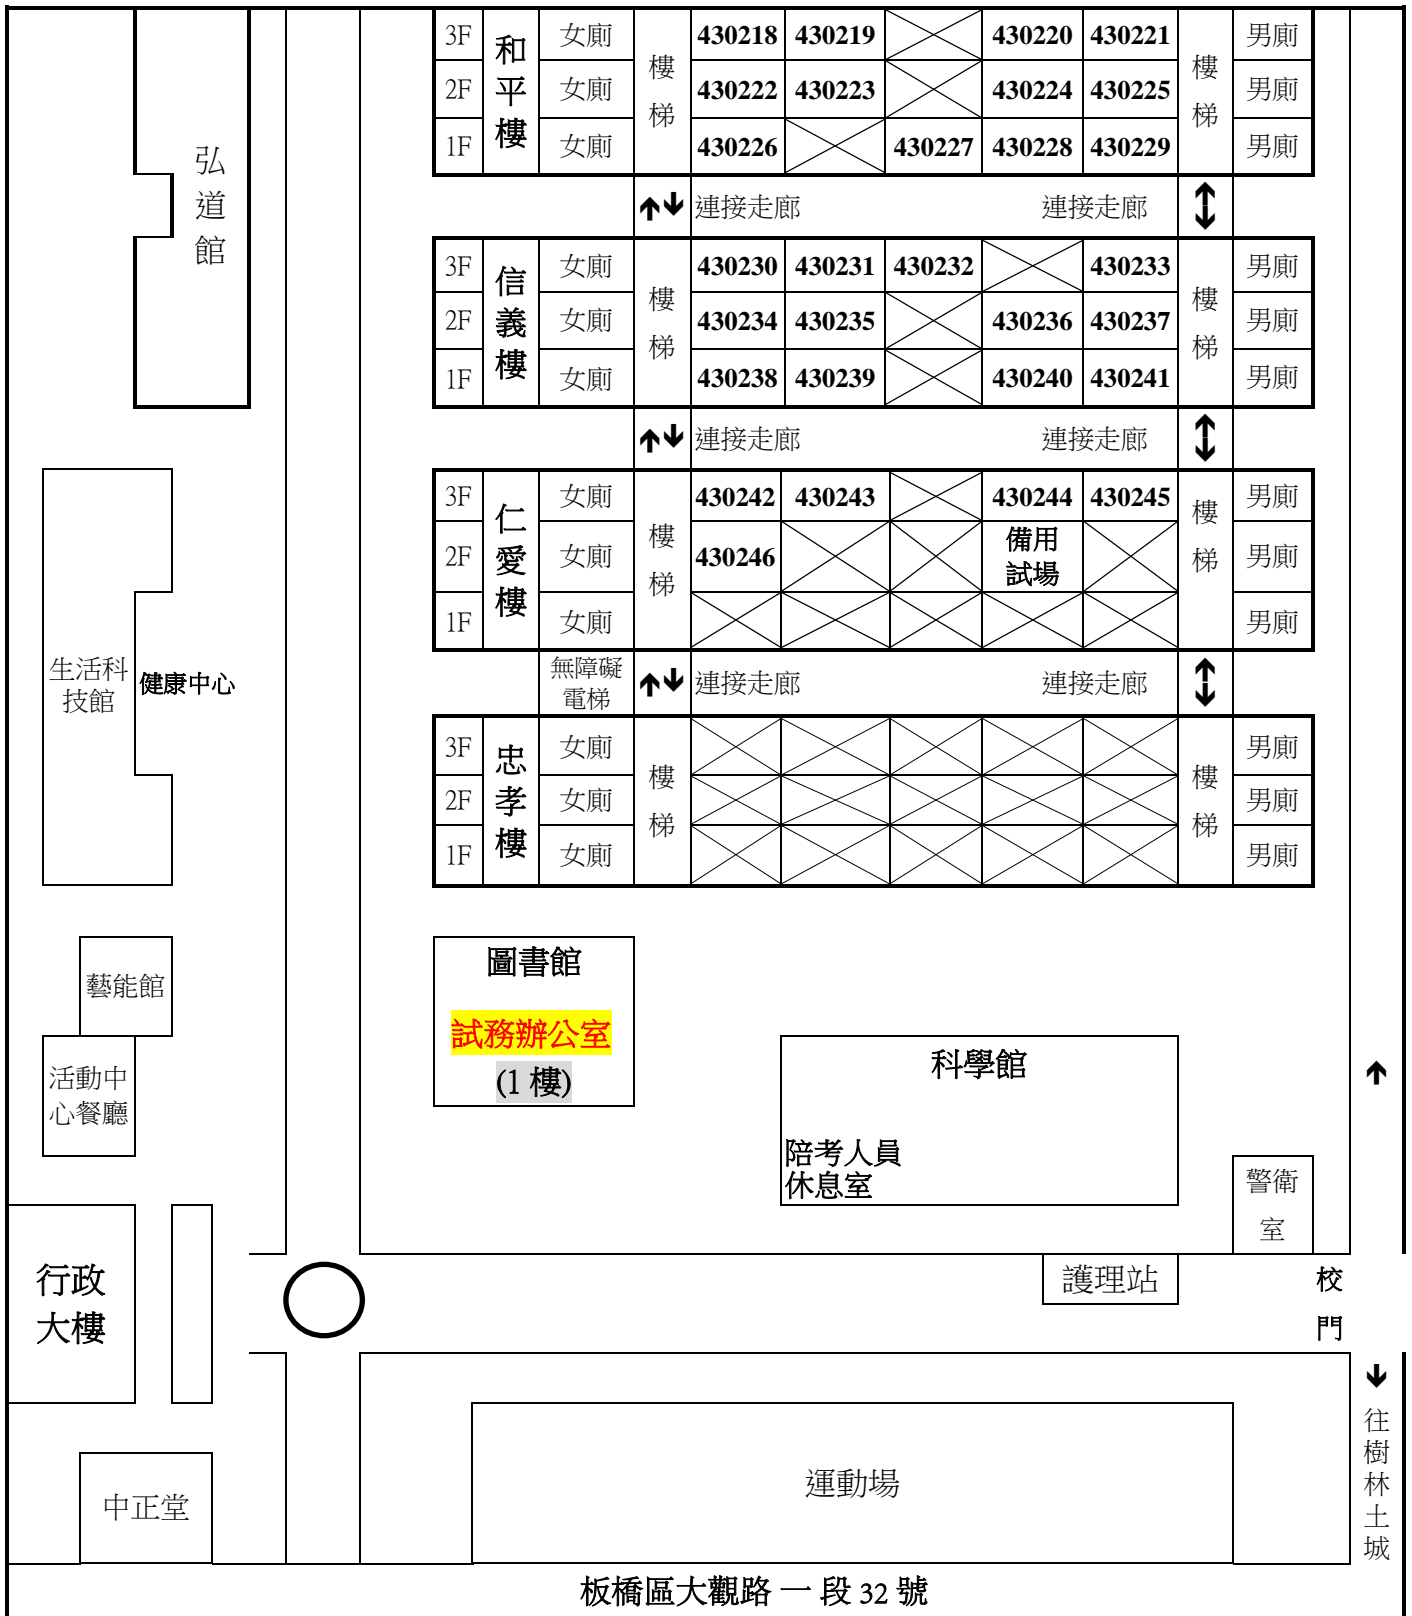 3F 和平樓 女廁 樓梯 430218 430219 430220 430221 樓梯 男廁
2F 女廁 430222 430223 430224 430225 男廁
1F 女廁 430226 430227 430228 430229 男廁
弘道館
連接走廊 連接走廊
3F 信義樓 女廁 樓梯 430230 430231 430232 430233 樓梯 男廁
2F 女廁 430234 430235 430236 430237 男廁
1F 女廁 430238 430239 430240 430241 男廁
連接走廊 連接走廊
3F 仁愛樓 女廁 樓梯 430242 430243 430244 430245 樓梯 男廁
2F 女廁 430246 備用試場 男廁
1F 女廁 男廁
生活科
技館
健康中心
無障礙
電梯
連接走廊 連接走廊
3F 忠孝樓 女廁 樓梯 樓梯 男廁
2F 女廁 男廁
1F 女廁 男廁
藝能館
圖書館
試務辦公室
(1 樓)
活動中
心餐廳
科學館
陪考人員
休息室
警衛
室
行政
大樓
護理站
校
門
往樹林土城
中正堂
運動場
板橋區大觀路 一 段 32 號